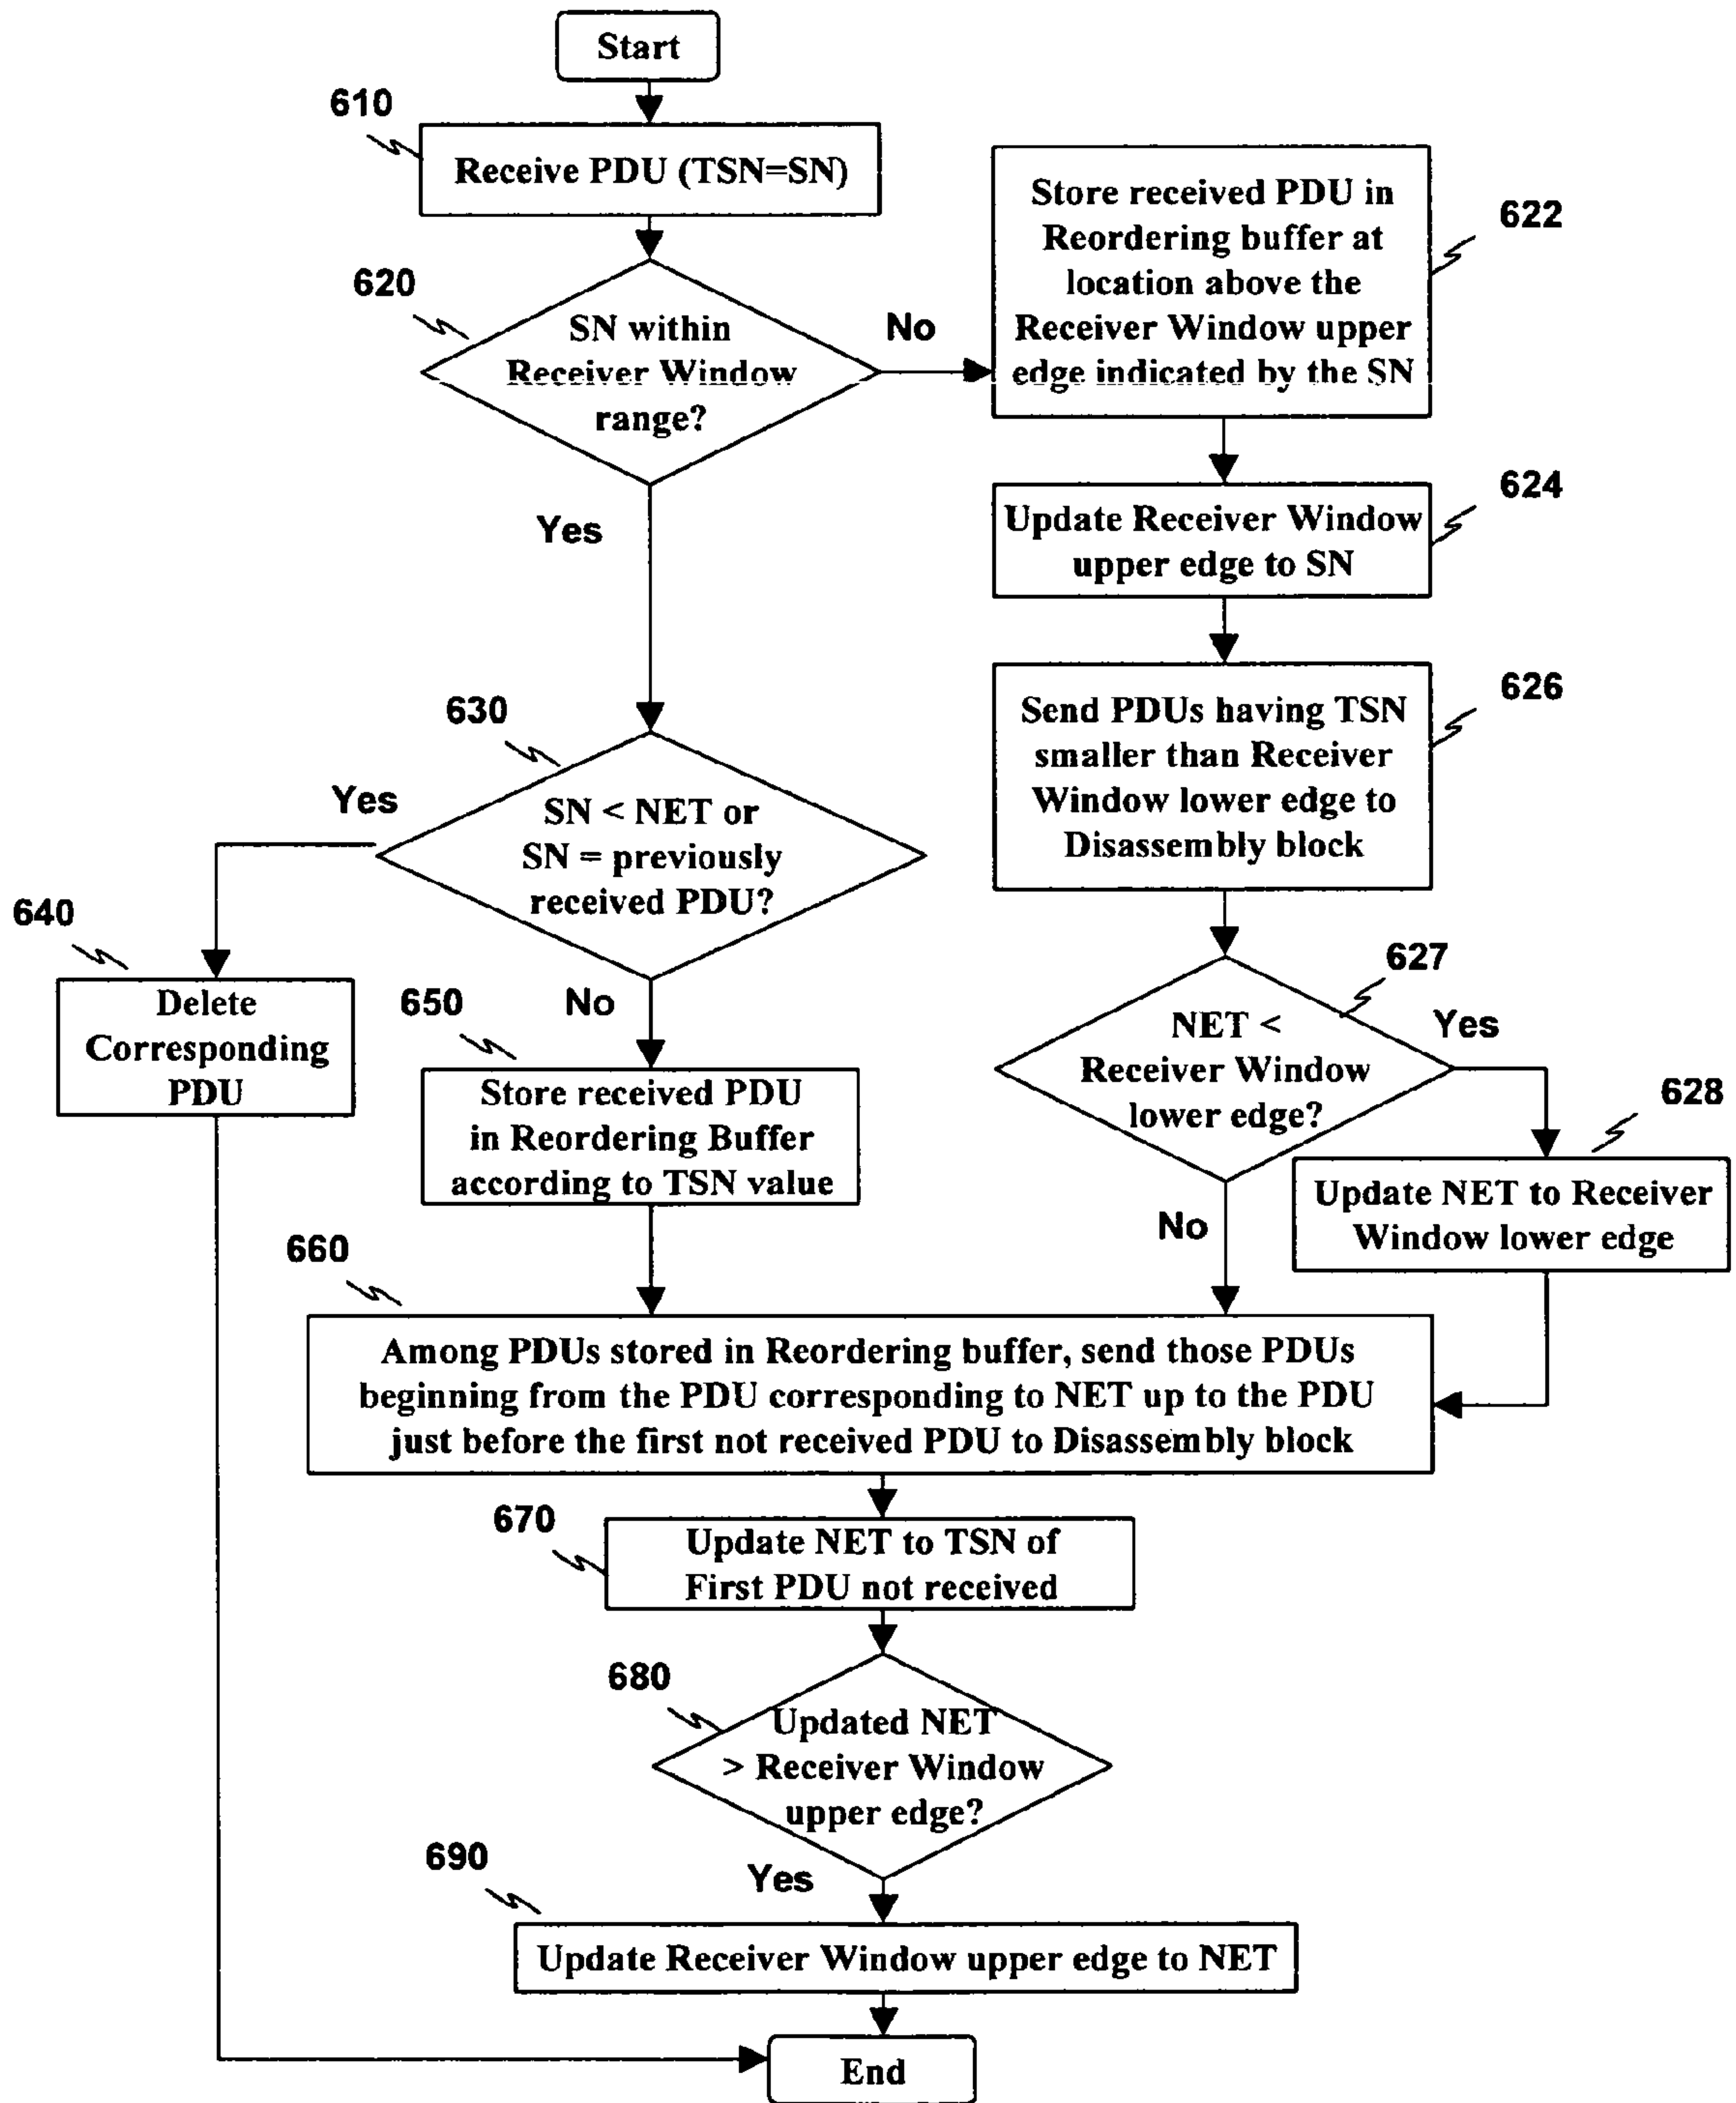 Start
610
Receive PDU (TSN=SN)
620
SN within
Receiver Window
range?
No
Yes
622
Store received PDU in
Reordering buffer at
location above the
Receiver Window upper
edge indicated by the SN
624
Update Receiver Window
upper edge to SN
626
Send PDUs having TSN
smaller than Receiver
Window lower edge to
Disassembly block
627
NET <
Receiver Window
lower edge?
Yes
No
628
Update NET to Receiver
Window lower edge
630
SN < NET or
SN = previously
received PDU?
Yes
No
640
Delete
Corresponding
PDU
650
Store received PDU
in Reordering Buffer
according to TSN value
660
Among PDUs stored in Reordering buffer, send those PDUs
beginning from the PDU corresponding to NET up to the PDU
just before the first not received PDU to Disassembly block
670
Update NET to TSN of
First PDU not received
680
Updated NET
> Receiver Window
upper edge?
Yes
690
Update Receiver Window upper edge to NET
End